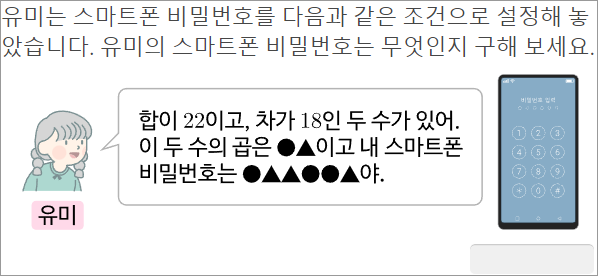 유미는 스마트폰 비밀번호를 다음과 같은 조건으로 설정해 놓
았습니다. 유미의 스마트폰 비밀번호는 무엇인지 구해 보세요.
합이 22이고, 차가 18인 두 수가 있어.
이 두 수의 곱은 ●▲이고 내 스마트폰
비밀번호는 ●▲▲●●▲야.
유미
비밀번호 입력
1 2 3
4 5 6
7 8 9
* 0 #